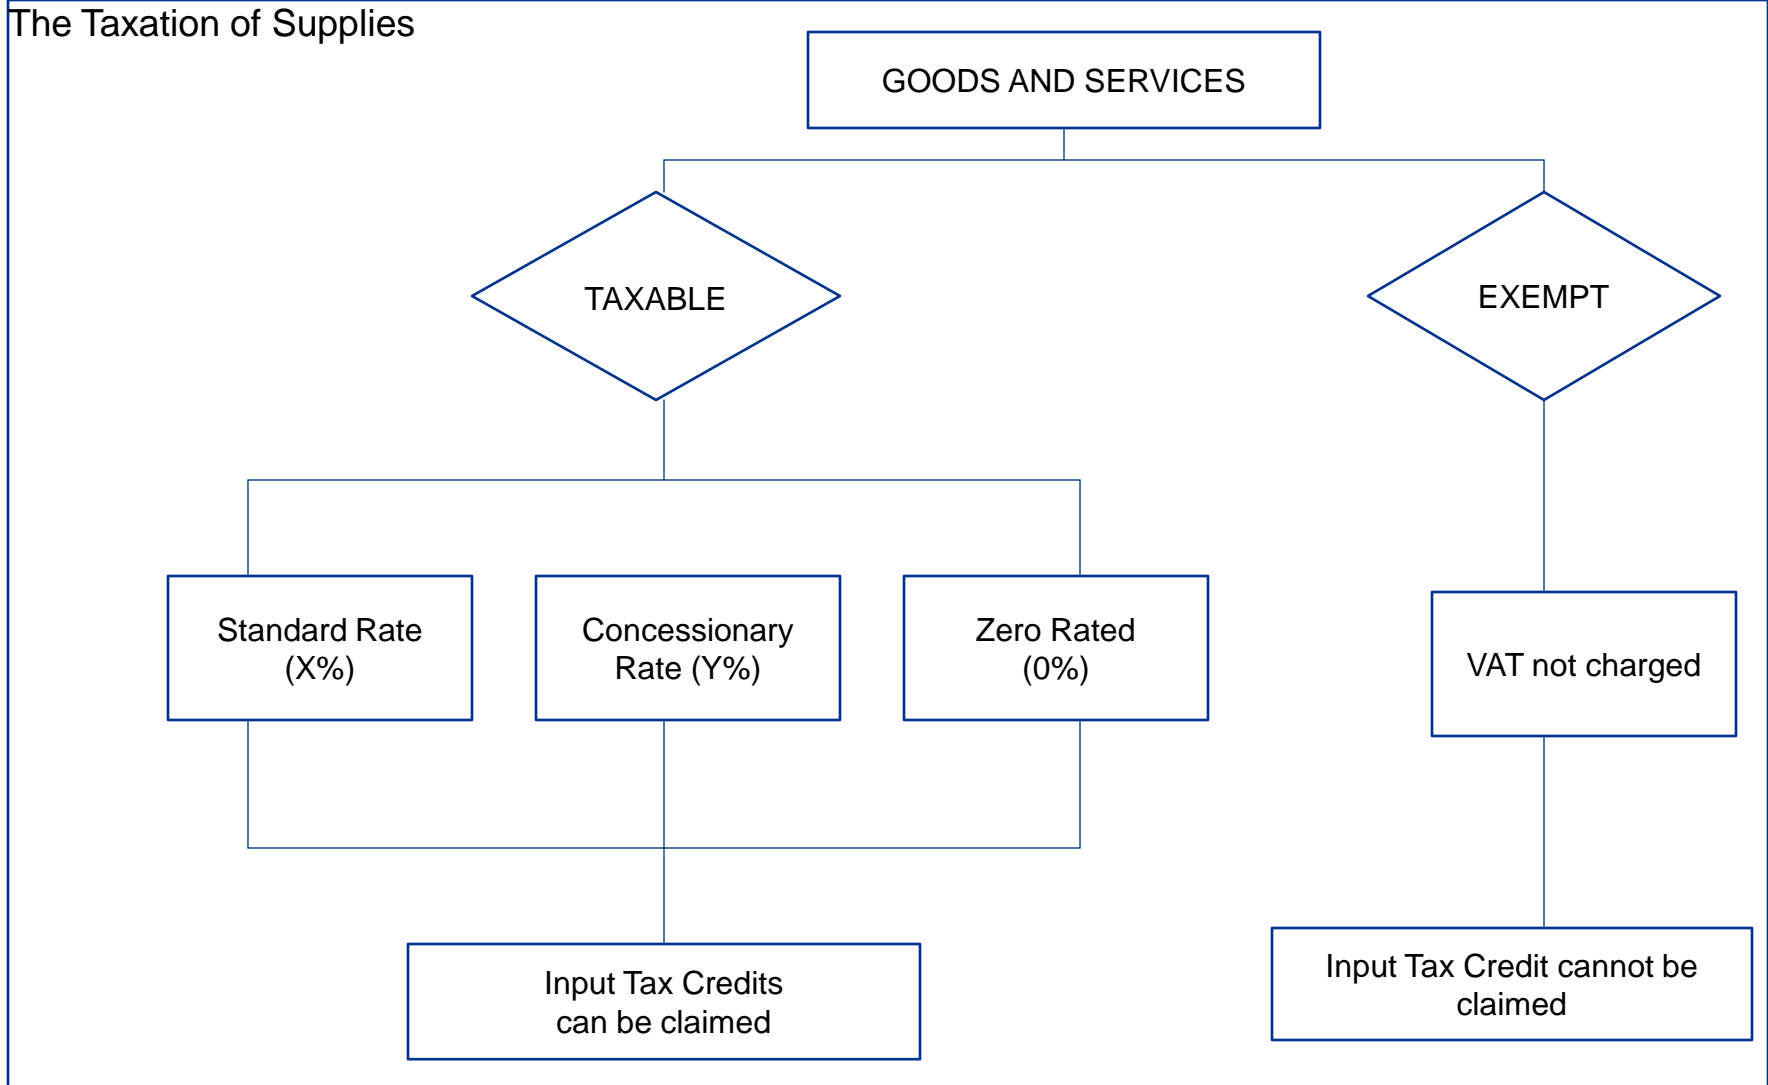 The Taxation of Supplies
GOODS AND SERVICES
TAXABLE
EXEMPT
Standard Rate
(X%)
Concessionary
Rate (Y%)
Zero Rated
(0%)
VAT not charged
Input Tax Credits
can be claimed
Input Tax Credit cannot be
claimed